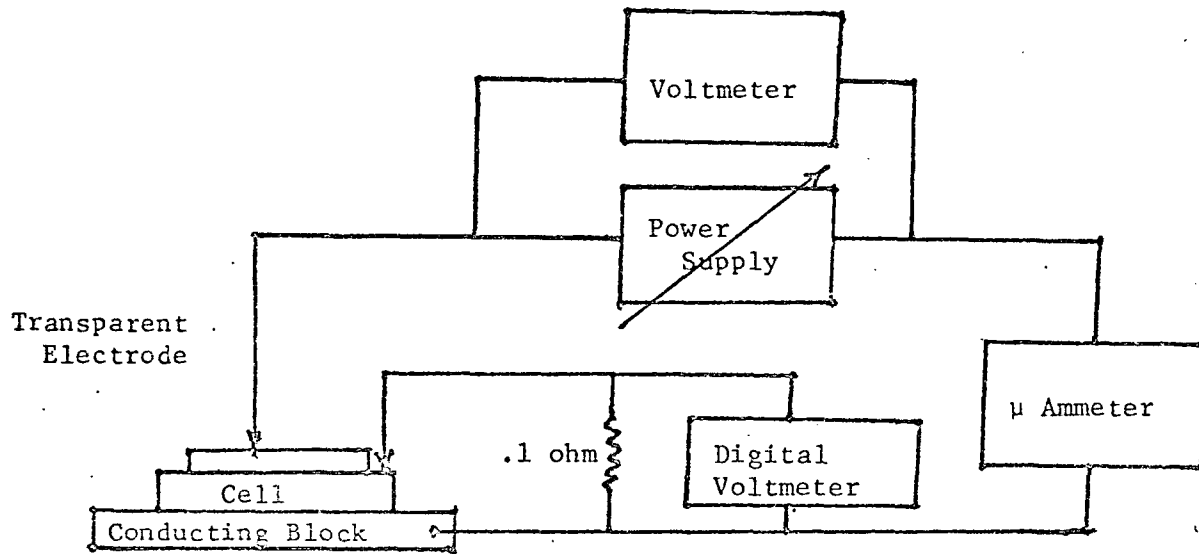 Voltmeter
Power
Supply
Transparent
Electrode
μ Ammeter
.1 ohm
Digital
Voltmeter
Cell
Conducting Block